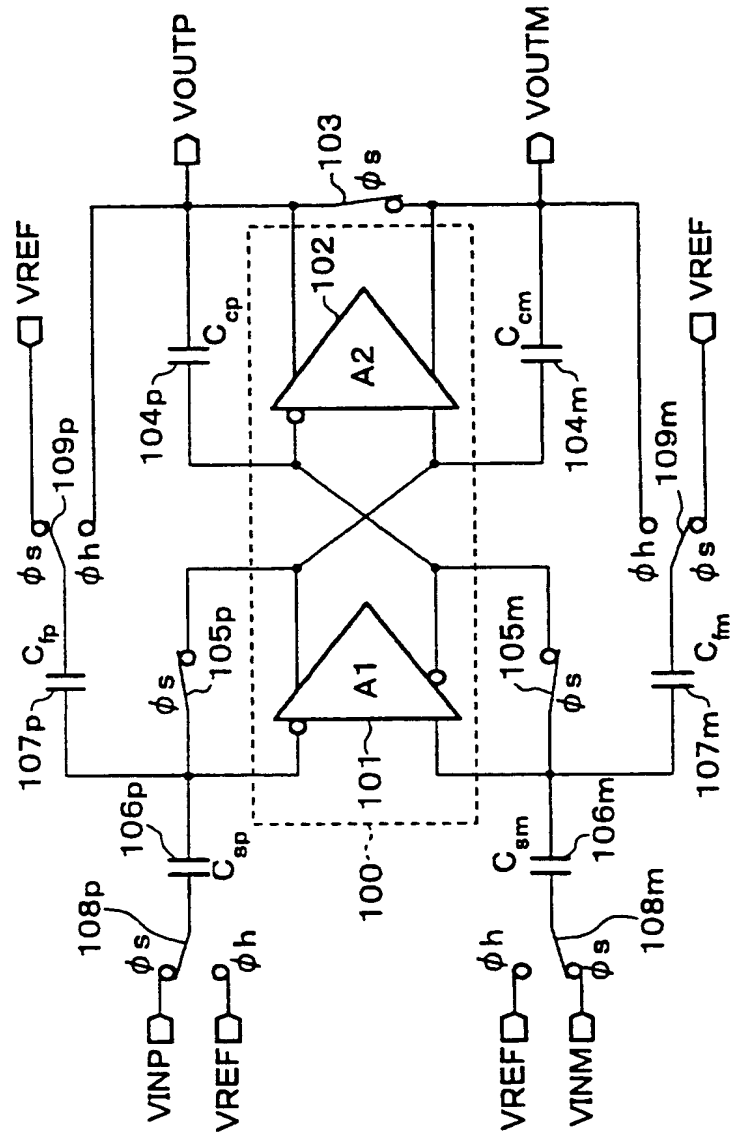 VREF
φs
109p
φh
Cfp
107p
VOUTP
Ccp
104p
φs
105p
103
φs
102
A2
A1
101
100
106p
Csp
108p
φs
VINP
φh
VREF
φh
VREF
φs
VINM
108m
Csm
106m
105m
φs
Ccm
104m
VOUTM
φh
φs
109m
Cfm
107m
VREF